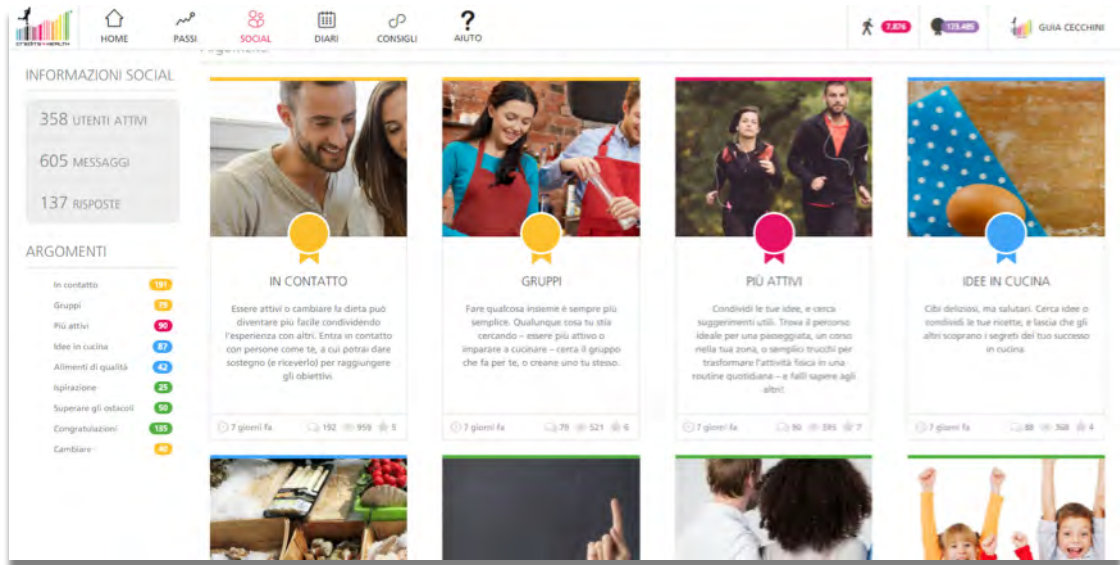 HOME
PASSI
SOCIAL
DIARI
CONSIGLI
?
AIUTO
7.876
173.485
GUIA CECCHINI
CREDITS4HEALTH
INFORMAZIONI SOCIAL
358 UTENTI ATTIVI
605 MESSAGGI
137 RISPOSTE
ARGOMENTI
In contatto 191
Gruppi 79
Più attivi 90
Idee in cucina 87
Alimenti di qualità 42
Ispirazione 25
Superare gli ostacoli 50
Congratulazioni 135
Cambiare 40
IN CONTATTO
Essere attivi o cambiare la dieta può
diventare più facile condividendo
l'esperienza con altri. Entra in contatto
con persone come te, a cui potrai dare
sostegno (e riceverlo) per raggiungere
gli obiettivi.
7 giorni fa 192 959 5
GRUPPI
Fare qualcosa insieme è sempre più
semplice. Qualunque cosa tu stia
cercando – essere più attivo o
imparare a cucinare – cerca il gruppo
che fa per te, o creane uno tu stesso.
7 giorni fa 79 521 6
PIÙ ATTIVI
Condividi le tue idee, e cerca
suggerimenti utili. Trova il percorso
ideale per una passeggiata, un corso
nella tua zona, o semplici trucchi per
trasformare l'attività fisica in una
routine quotidiana – e falli sapere agli
altri!
7 giorni fa 90 595 7
IDEE IN CUCINA
Cibi deliziosi, ma salutari. Cerca idee o
condividi le tue ricette, e lascia che gli
altri scoprano i segreti del tuo successo
in cucina.
7 giorni fa 88 368 4